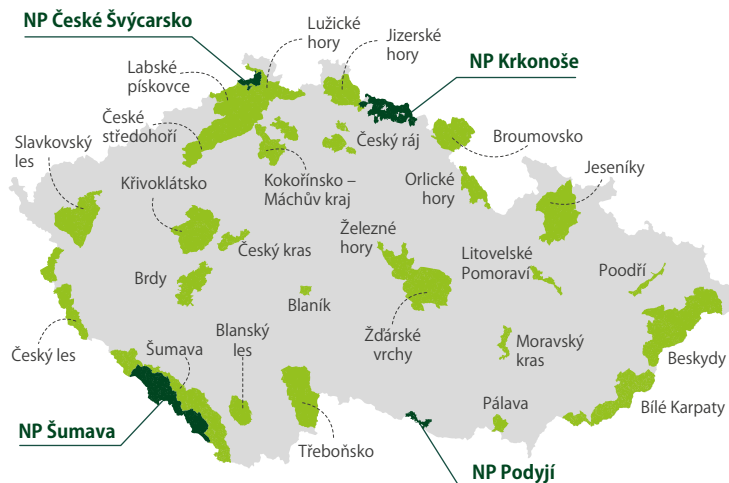 NP České Švýcarsko
Lužické
hory
Jizerské
hory
NP Krkonoše
Labské
pískovce
České
středohoří
Český ráj
Broumovsko
Slavkovský
les
Křivoklátsko
Kokořínsko –
Máchův kraj
Orlické
hory
Jeseníky
Český kras
Železné
hory
Litovelské
Pomoraví
Poodří
Brdy
Blaník
Český les
Šumava
Blanský
les
Žďárské
vrchy
Moravský
kras
Beskydy
Bílé Karpaty
Pálava
NP Šumava
Třeboňsko
NP Podyjí